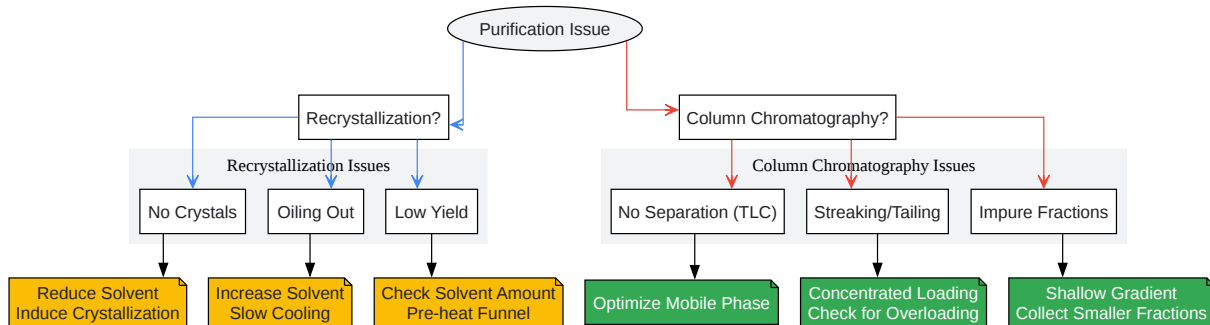 Purification Issue
Recrystallization?
Column Chromatography?
Recrystallization Issues
Column Chromatography Issues
No Crystals
Oiling Out
Low Yield
No Separation (TLC)
Streaking/Tailing
Impure Fractions
Reduce Solvent
Induce Crystallization
Increase Solvent
Slow Cooling
Check Solvent Amount
Pre-heat Funnel
Optimize Mobile Phase
Concentrated Loading
Check for Overloading
Shallow Gradient
Collect Smaller Fractions